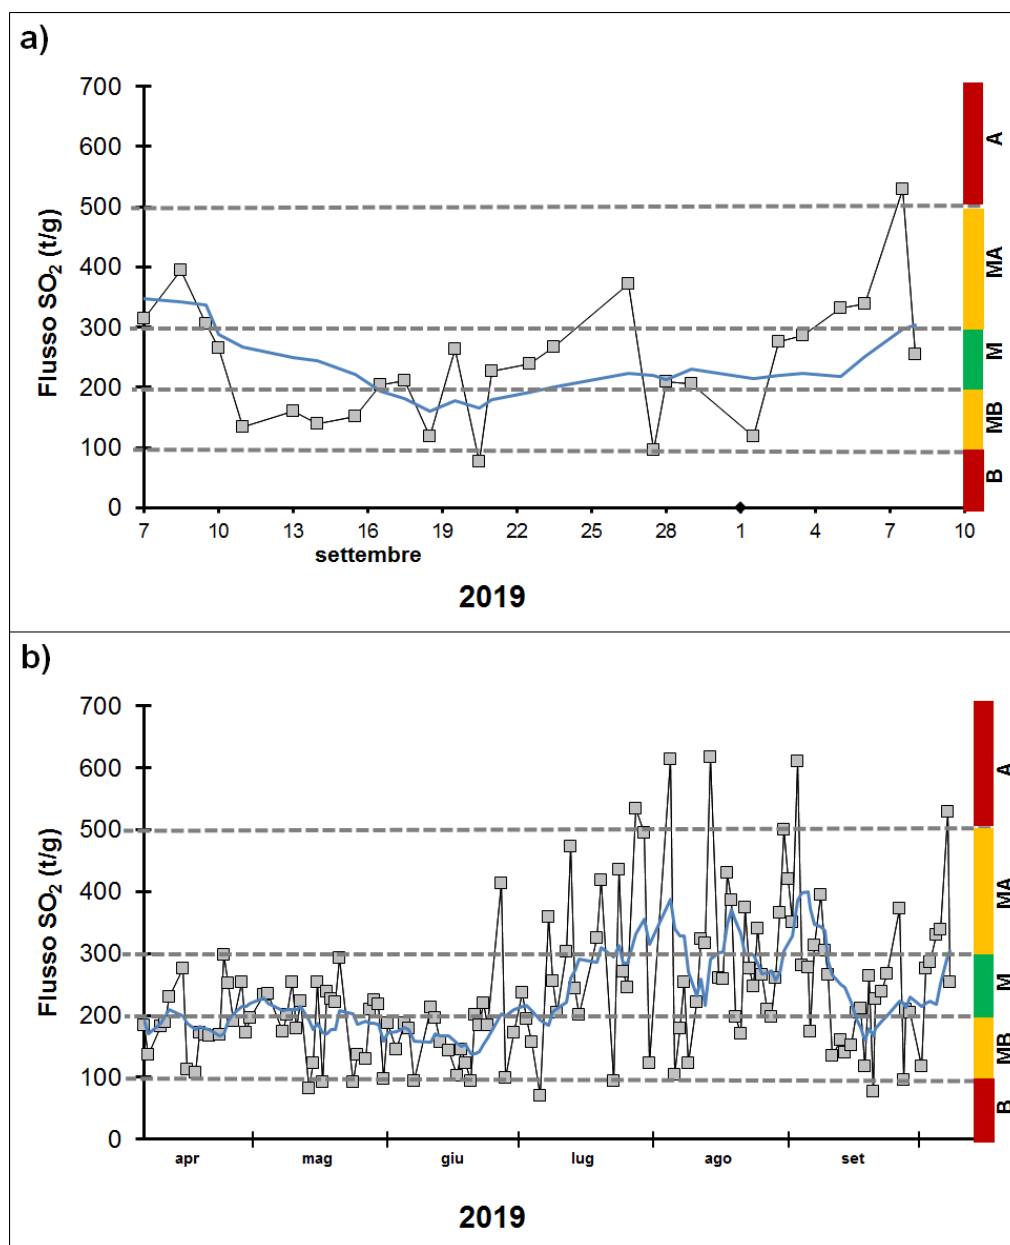 a)
700
600
500
400
300
200
100
0
Flusso SO₂ (t/g)
A
MA
M
MB
B
7 10 13 16 19 22 25 28 1 4 7 10
settembre
2019
b)
700
600
500
400
300
200
100
0
Flusso SO₂ (t/g)
A
MA
M
MB
B
apr mag giu lug ago set
2019